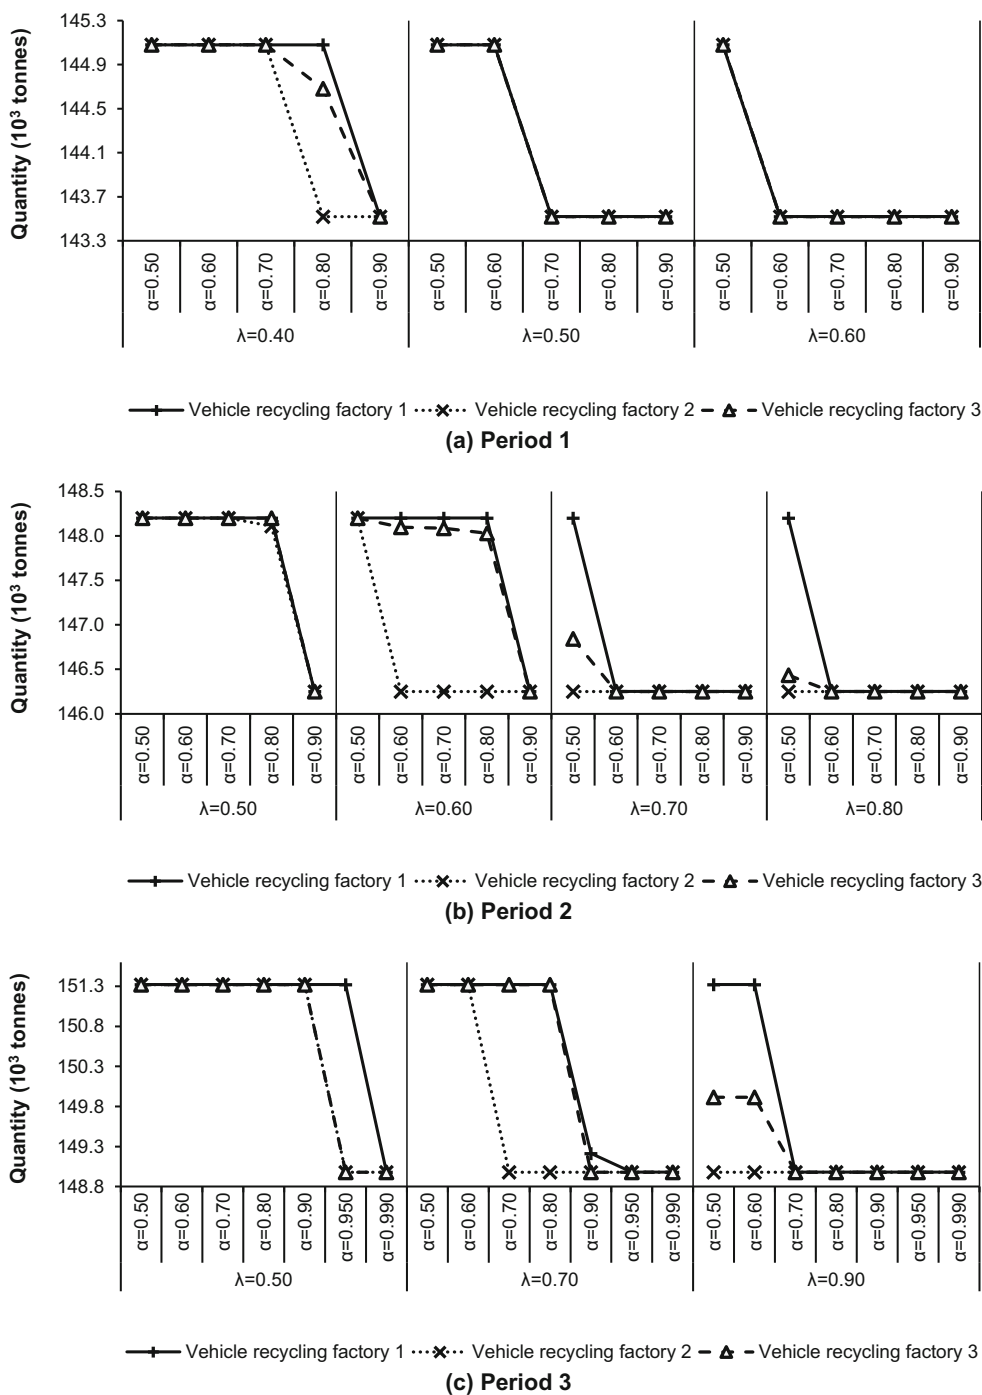 Quantity (10³ tonnes)
145.3
144.9
144.5
144.1
143.7
143.3
α=0.50 α=0.60 α=0.70 α=0.80 α=0.90 α=0.50 α=0.60 α=0.70 α=0.80 α=0.90 α=0.50 α=0.60 α=0.70 α=0.80 α=0.90
λ=0.40 λ=0.50 λ=0.60
Vehicle recycling factory 1 Vehicle recycling factory 2 Vehicle recycling factory 3
(a) Period 1
Quantity (10³ tonnes)
148.5
148.0
147.5
147.0
146.5
146.0
α=0.50 α=0.60 α=0.70 α=0.80 α=0.90 α=0.50 α=0.60 α=0.70 α=0.80 α=0.90 α=0.50 α=0.60 α=0.70 α=0.80 α=0.90 α=0.50 α=0.60 α=0.70 α=0.80 α=0.90
λ=0.50 λ=0.60 λ=0.70 λ=0.80
Vehicle recycling factory 1 Vehicle recycling factory 2 Vehicle recycling factory 3
(b) Period 2
Quantity (10³ tonnes)
151.3
150.8
150.3
149.8
149.3
148.8
α=0.50 α=0.60 α=0.70 α=0.80 α=0.90 α=0.950 α=0.990 α=0.50 α=0.60 α=0.70 α=0.80 α=0.90 α=0.950 α=0.990 α=0.50 α=0.60 α=0.70 α=0.80 α=0.90 α=0.950 α=0.990
λ=0.50 λ=0.70 λ=0.90
Vehicle recycling factory 1 Vehicle recycling factory 2 Vehicle recycling factory 3
(c) Period 3